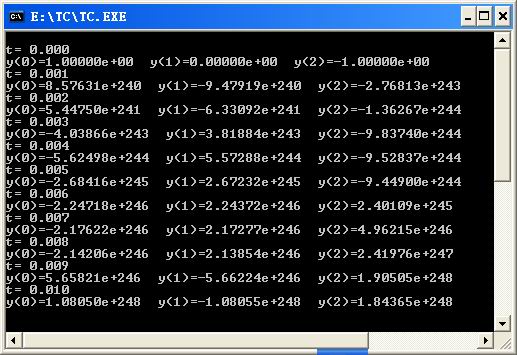 E:\TC\TC.EXE
t= 0.000
y(0)=1.00000e+00  y(1)=0.00000e+00  y(2)=-1.00000e+00
t= 0.001
y(0)=8.57631e+240  y(1)=-9.47919e+240  y(2)=-2.76813e+243
t= 0.002
y(0)=5.44750e+241  y(1)=-6.33092e+241  y(2)=-1.36267e+244
t= 0.003
y(0)=-4.03866e+243  y(1)=3.81884e+243  y(2)=-9.83740e+244
t= 0.004
y(0)=-5.62498e+244  y(1)=5.57288e+244  y(2)=-9.52837e+244
t= 0.005
y(0)=-2.68416e+245  y(1)=2.67232e+245  y(2)=-9.44900e+244
t= 0.006
y(0)=-2.24718e+246  y(1)=2.24372e+246  y(2)=2.40109e+245
t= 0.007
y(0)=-2.17622e+246  y(1)=2.17277e+246  y(2)=4.96215e+246
t= 0.008
y(0)=-2.14206e+246  y(1)=2.13854e+246  y(2)=2.41976e+247
t= 0.009
y(0)=5.65821e+246  y(1)=-5.66224e+246  y(2)=1.90505e+248
t= 0.010
y(0)=1.08050e+248  y(1)=-1.08055e+248  y(2)=1.84365e+248